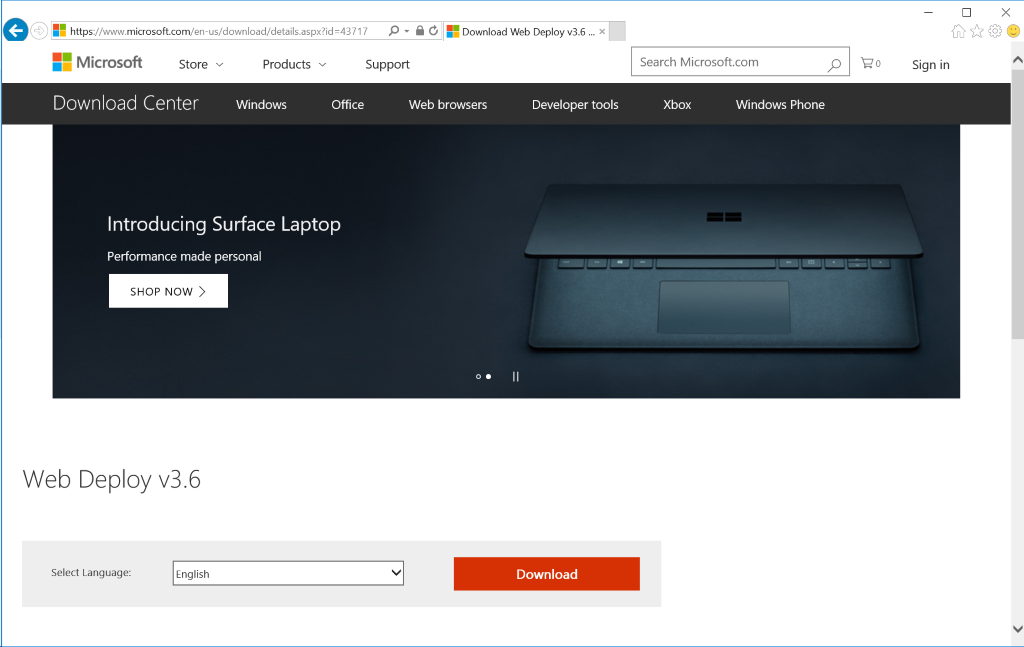 https://www.microsoft.com/en-us/download/details.aspx?id=43717
Download Web Deploy v3.6 ...
Microsoft
Store
Products
Support
Search Microsoft.com
0
Sign in
Download Center
Windows
Office
Web browsers
Developer tools
Xbox
Windows Phone
Introducing Surface Laptop
Performance made personal
SHOP NOW
Web Deploy v3.6
Select Language:
English
Download